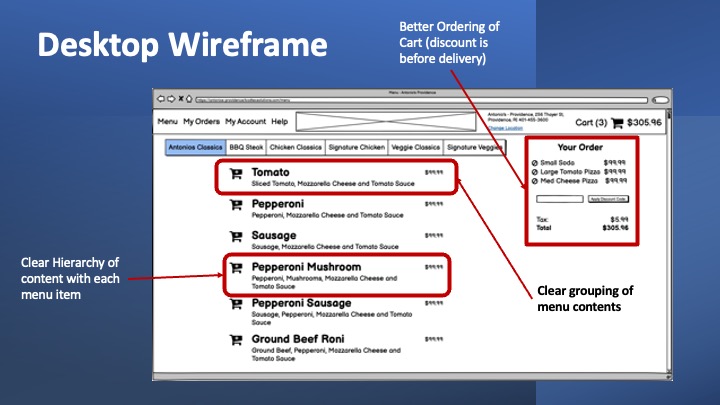 Desktop Wireframe
Better Ordering of
Cart (discount is
before delivery)
Menu - Antonio's Providence
Menu My Orders My Account Help
Antonio's - Providence, 256 Thayer St,
Providence, RI 401-455-3600
Change Location
Cart (3) $305.96
Antonios Classics BBQ Steak Chicken Classics Signature Chicken Veggie Classics Signature Veggies
Your Order
Small Soda $99.99
Large Tomato Pizza $99.99
Med Cheese Pizza $99.99
Apply Discount Code
Tax: $5.99
Total $305.96
Tomato $99.99
Sliced Tomato, Mozzarella Cheese and Tomato Sauce
Pepperoni $99.99
Pepperoni, Mozzarella Cheese and Tomato Sauce
Sausage $99.99
Sausage, Mozzarella Cheese and Tomato Sauce
Pepperoni Mushroom $99.99
Pepperoni, Mushrooms, Mozzarella Cheese and
Tomato Sauce
Pepperoni Sausage $99.99
Sausage, Pepperoni, Mozzarella Cheese and Tomato
Sauce
Ground Beef Roni $99.99
Ground Beef, Pepperoni, Mozzarella Cheese and
Tomato Sauce
Clear Hierarchy of
content with each
menu item
Clear grouping of
menu contents